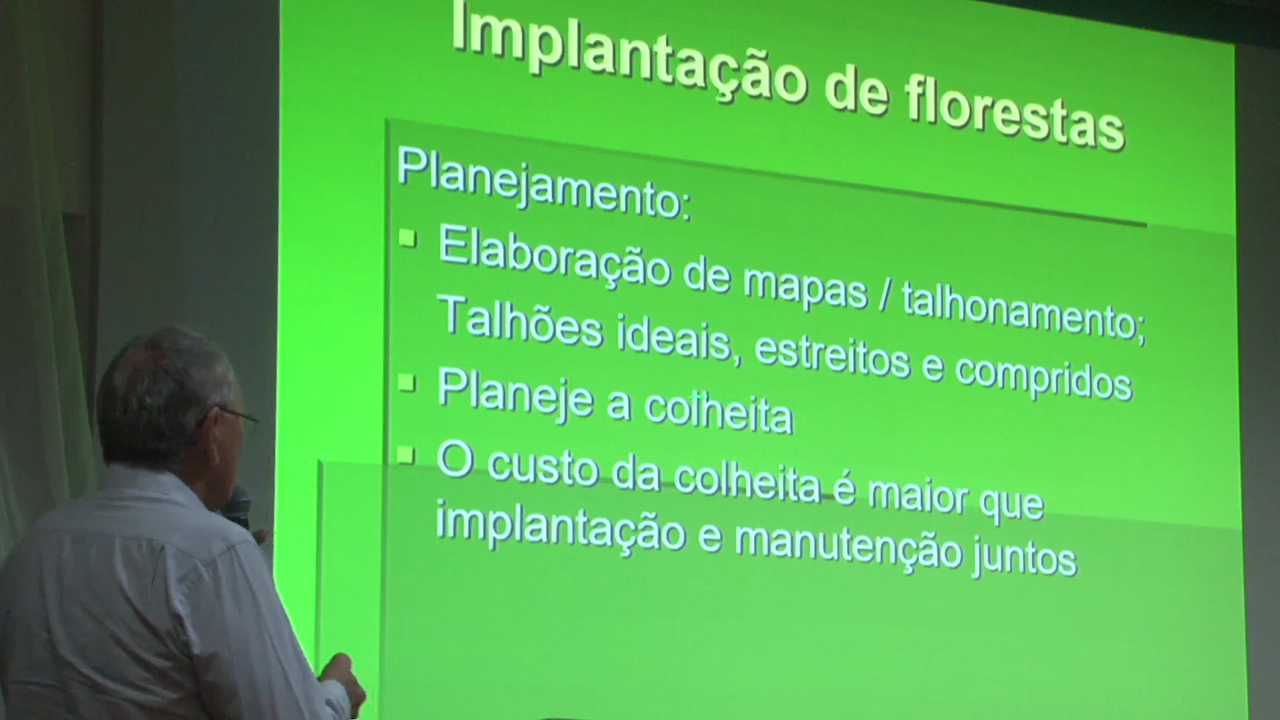 Implantação de florestas
Planejamento:
Elaboração de mapas / talhonamento;
Talhões ideais, estreitos e compridos
Planeje a colheita
O custo da colheita é maior que
implantação e manutenção juntos